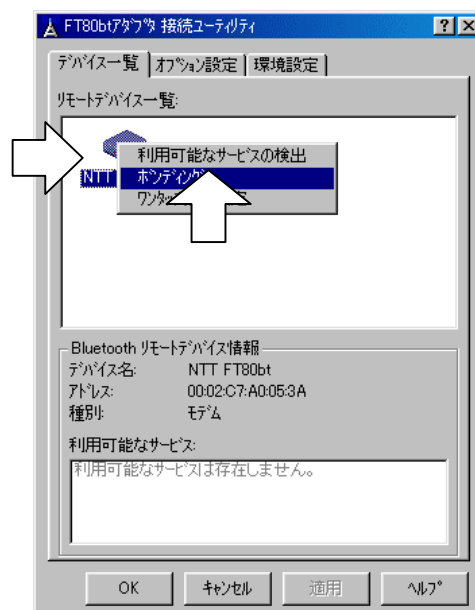 FT80btｱﾀﾞﾌﾟﾀ 接続ﾕｰﾃｨﾘﾃｨ
ﾃﾞﾊﾞｲｽ一覧 ｵﾌﾟｼｮﾝ設定 環境設定
ﾘﾓｰﾄﾃﾞﾊﾞｲｽ一覧:
利用可能なｻｰﾋﾞｽの検出
NTT
ﾎﾞﾝﾃﾞｨﾝｸﾞ
Bluetooth ﾘﾓｰﾄﾃﾞﾊﾞｲｽ情報
ﾃﾞﾊﾞｲｽ名: NTT FT80bt
ｱﾄﾞﾚｽ: 00:02:C7:A0:05:3A
種別: ﾓﾃﾞﾑ
利用可能なｻｰﾋﾞｽ:
利用可能なｻｰﾋﾞｽは存在しません。
OK ｷｬﾝｾﾙ 適用 ﾍﾙﾌﾟ